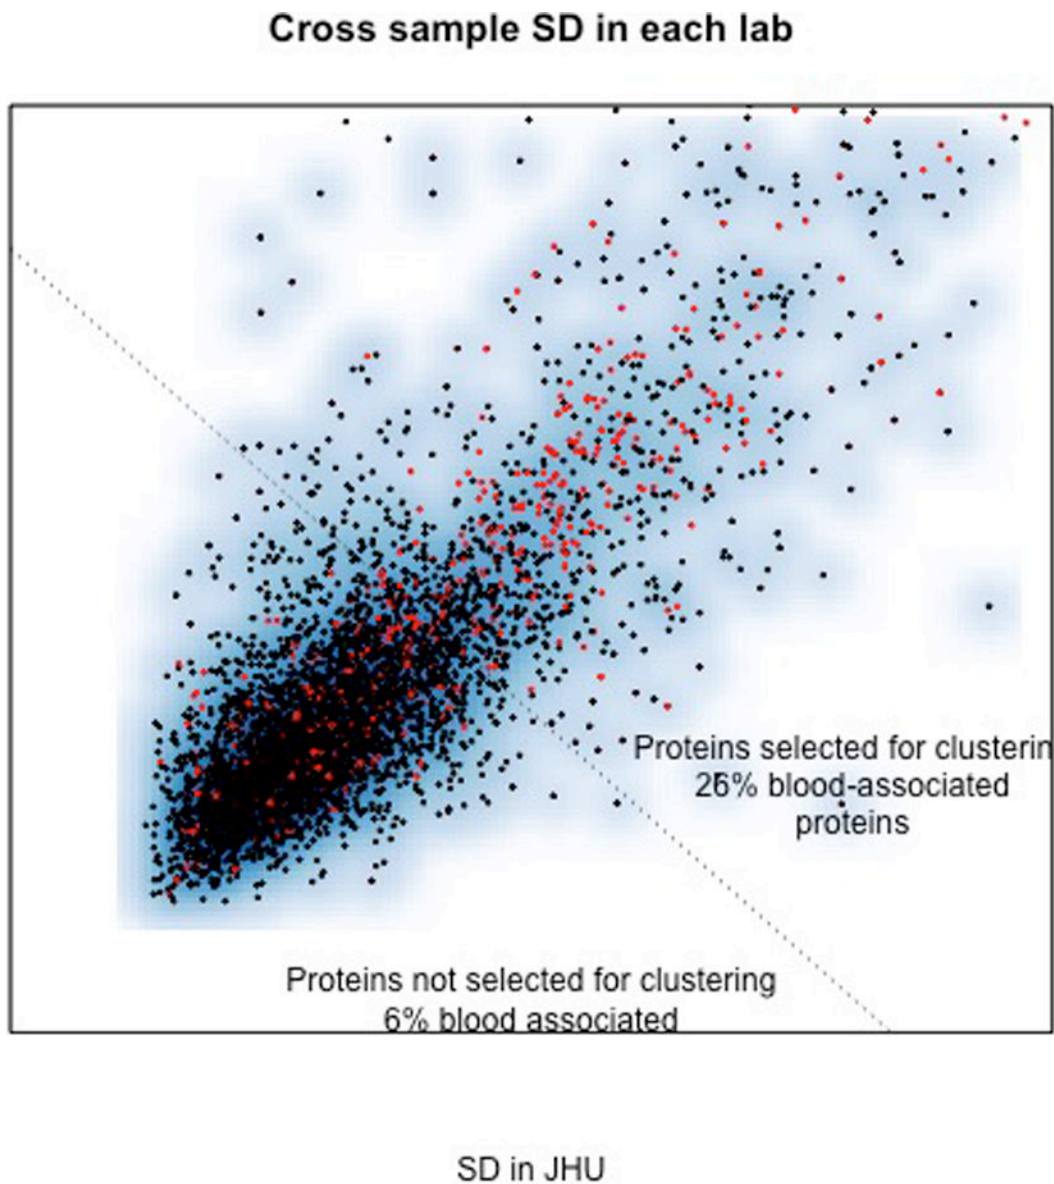 Cross sample SD in each lab
Proteins selected for clusterin
26% blood-associated
proteins
Proteins not selected for clustering
6% blood associated
SD in JHU